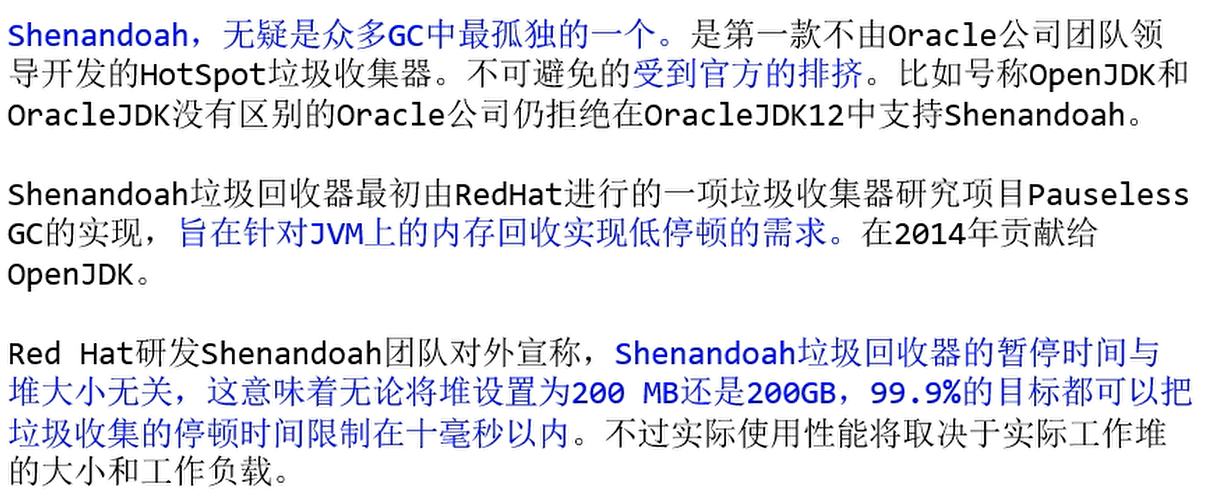 Shenandoah，无疑是众多GC中最孤独的一个。是第一款不由Oracle公司团队领
导开发的HotSpot垃圾收集器。不可避免的受到官方的排挤。比如号称OpenJDK和
OracleJDK没有区别的Oracle公司仍拒绝在OracleJDK12中支持Shenandoah。
Shenandoah垃圾回收器最初由RedHat进行的一项垃圾收集器研究项目Pauseless
GC的实现，旨在针对JVM上的内存回收实现低停顿的需求。在2014年贡献给
OpenJDK。
Red Hat研发Shenandoah团队对外宣称，Shenandoah垃圾回收器的暂停时间与
堆大小无关，这意味着无论将堆设置为200 MB还是200GB，99.9%的目标都可以把
垃圾收集的停顿时间限制在十毫秒以内。不过实际使用性能将取决于实际工作堆
的大小和工作负载。